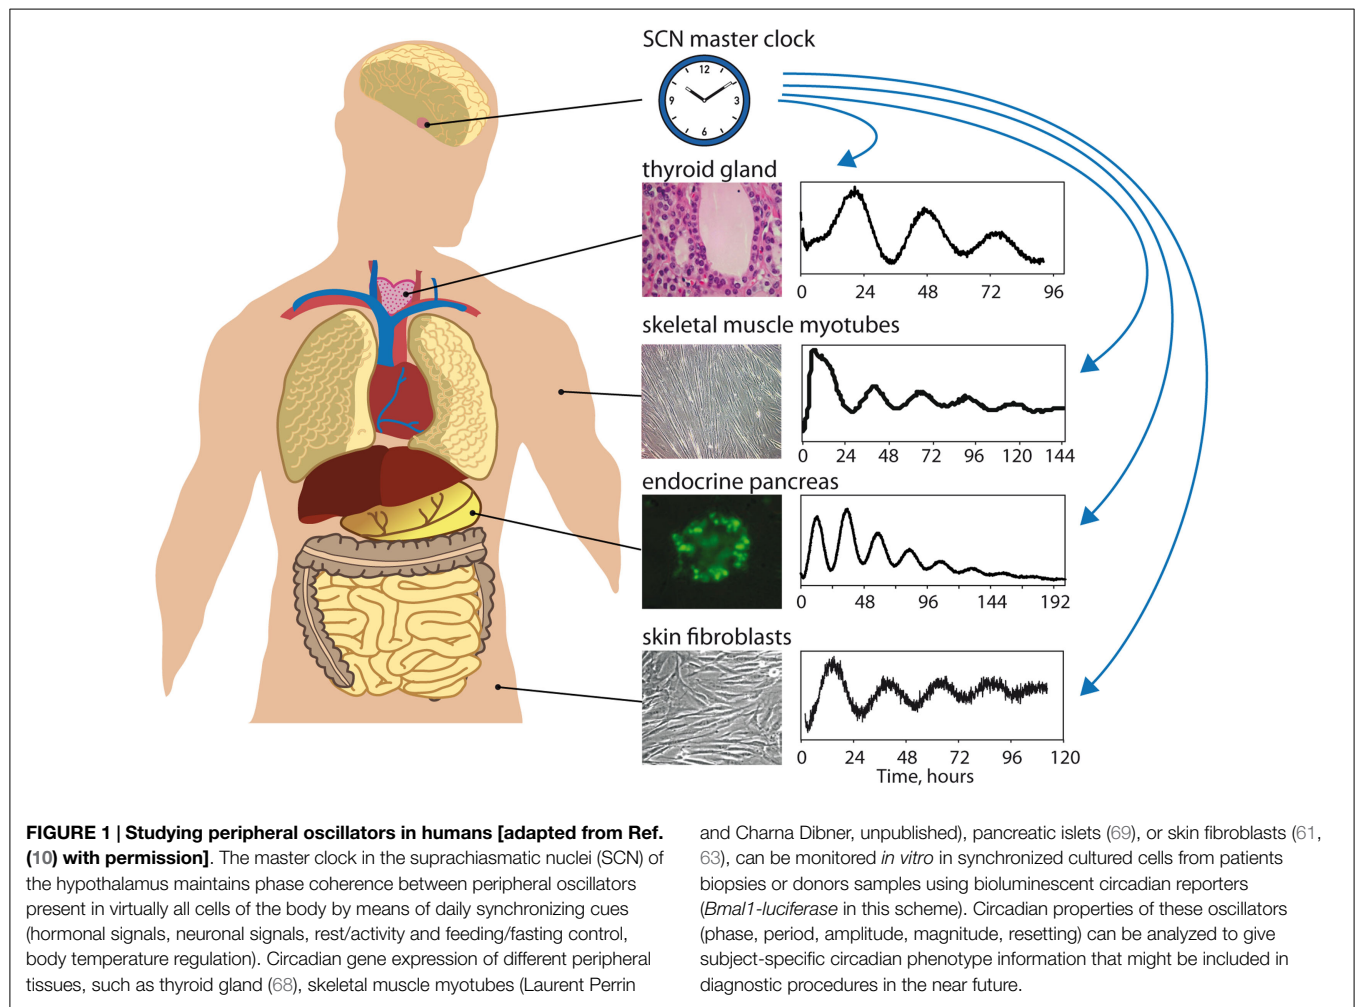 SCN master clock
12
9
3
6
thyroid gland
0 24 48 72 96
skeletal muscle myotubes
0 24 48 72 96 120 144
endocrine pancreas
0 48 96 144 192
skin fibroblasts
0 24 48 72 96 120
Time, hours
FIGURE 1 | Studying peripheral oscillators in humans [adapted from Ref.
(10) with permission]. The master clock in the suprachiasmatic nuclei (SCN) of
the hypothalamus maintains phase coherence between peripheral oscillators
present in virtually all cells of the body by means of daily synchronizing cues
(hormonal signals, neuronal signals, rest/activity and feeding/fasting control,
body temperature regulation). Circadian gene expression of different peripheral
tissues, such as thyroid gland (68), skeletal muscle myotubes (Laurent Perrin
and Charna Dibner, unpublished), pancreatic islets (69), or skin fibroblasts (61,
63), can be monitored in vitro in synchronized cultured cells from patients
biopsies or donors samples using bioluminescent circadian reporters
(Bmal1-luciferase in this scheme). Circadian properties of these oscillators
(phase, period, amplitude, magnitude, resetting) can be analyzed to give
subject-specific circadian phenotype information that might be included in
diagnostic procedures in the near future.